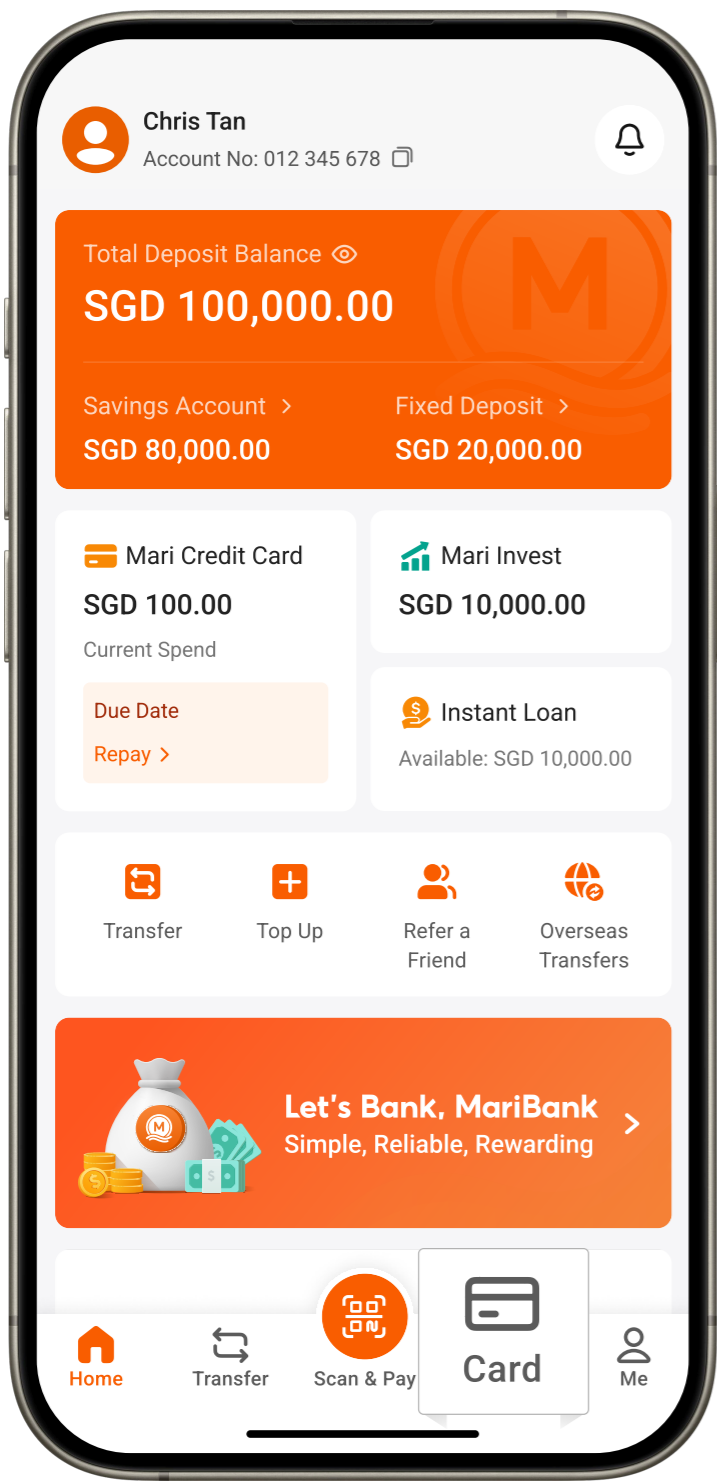 Chris Tan
Account No: 012 345 678
Total Deposit Balance
SGD 100,000.00
M
Savings Account
Fixed Deposit
SGD 80,000.00
SGD 20,000.00
Mari Credit Card
SGD 100.00
Current Spend
Due Date
Repay
Mari Invest
SGD 10,000.00
$
Instant Loan
Available: SGD 10,000.00
Transfer
Top Up
Refer a
Friend
Overseas
Transfers
M
$
$
$
Let's Bank, MariBank
Simple, Reliable, Rewarding
Home
Transfer
Scan & Pay
Card
Me